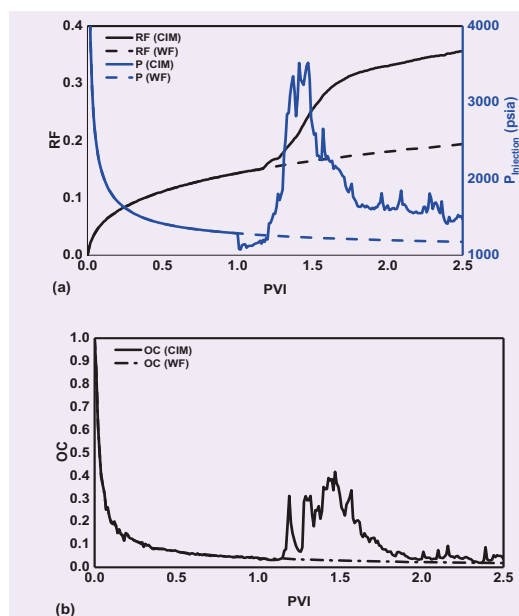 0.4
0.3
0.2
0.1
0.0
RF
RF (CIM)
RF (WF)
P (CIM)
P (WF)
4000
3000
2000
1000
P Injection (psia)
0.0 0.5 1.0 1.5 2.0 2.5
(a)
PVI
1.0
0.9
0.8
0.7
0.6
0.5
0.4
0.3
0.2
0.1
0.0
OC
OC (CIM)
OC (WF)
0.0 0.5 1.0 1.5 2.0 2.5
(b)
PVI